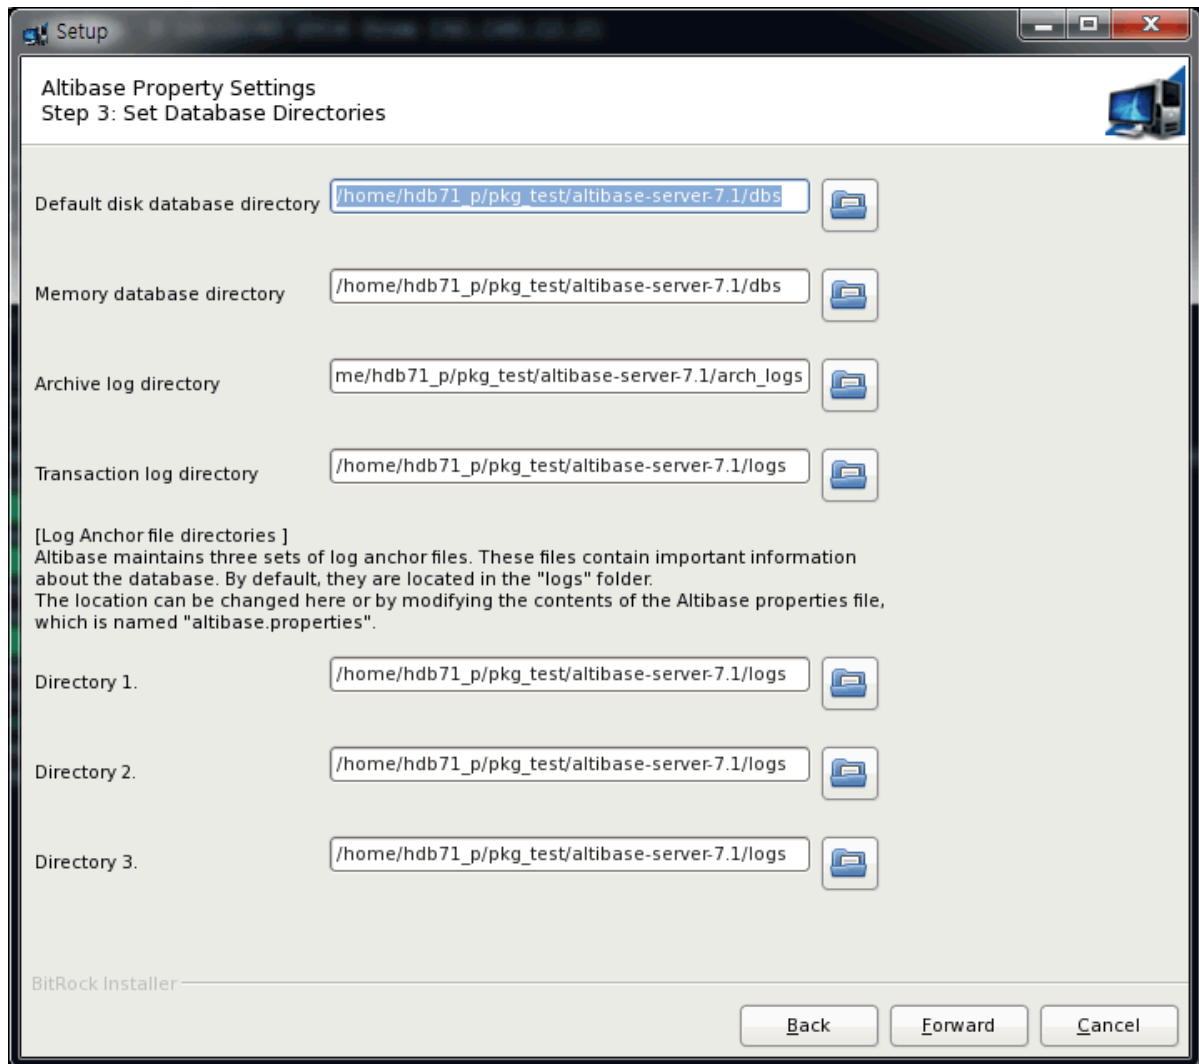 Setup
Altibase Property Settings
Step 3: Set Database Directories
Default disk database directory /home/hdb71_p/pkg_test/altibase-server-7.1/dbs
Memory database directory /home/hdb71_p/pkg_test/altibase-server-7.1/dbs
Archive log directory me/hdb71_p/pkg_test/altibase-server-7.1/arch_logs
Transaction log directory /home/hdb71_p/pkg_test/altibase-server-7.1/logs
[Log Anchor file directories ]
Altibase maintains three sets of log anchor files. These files contain important information
about the database. By default, they are located in the "logs" folder.
The location can be changed here or by modifying the contents of the Altibase properties file,
which is named "altibase.properties".
Directory 1. /home/hdb71_p/pkg_test/altibase-server-7.1/logs
Directory 2. /home/hdb71_p/pkg_test/altibase-server-7.1/logs
Directory 3. /home/hdb71_p/pkg_test/altibase-server-7.1/logs
BitRock Installer
Back Forward Cancel